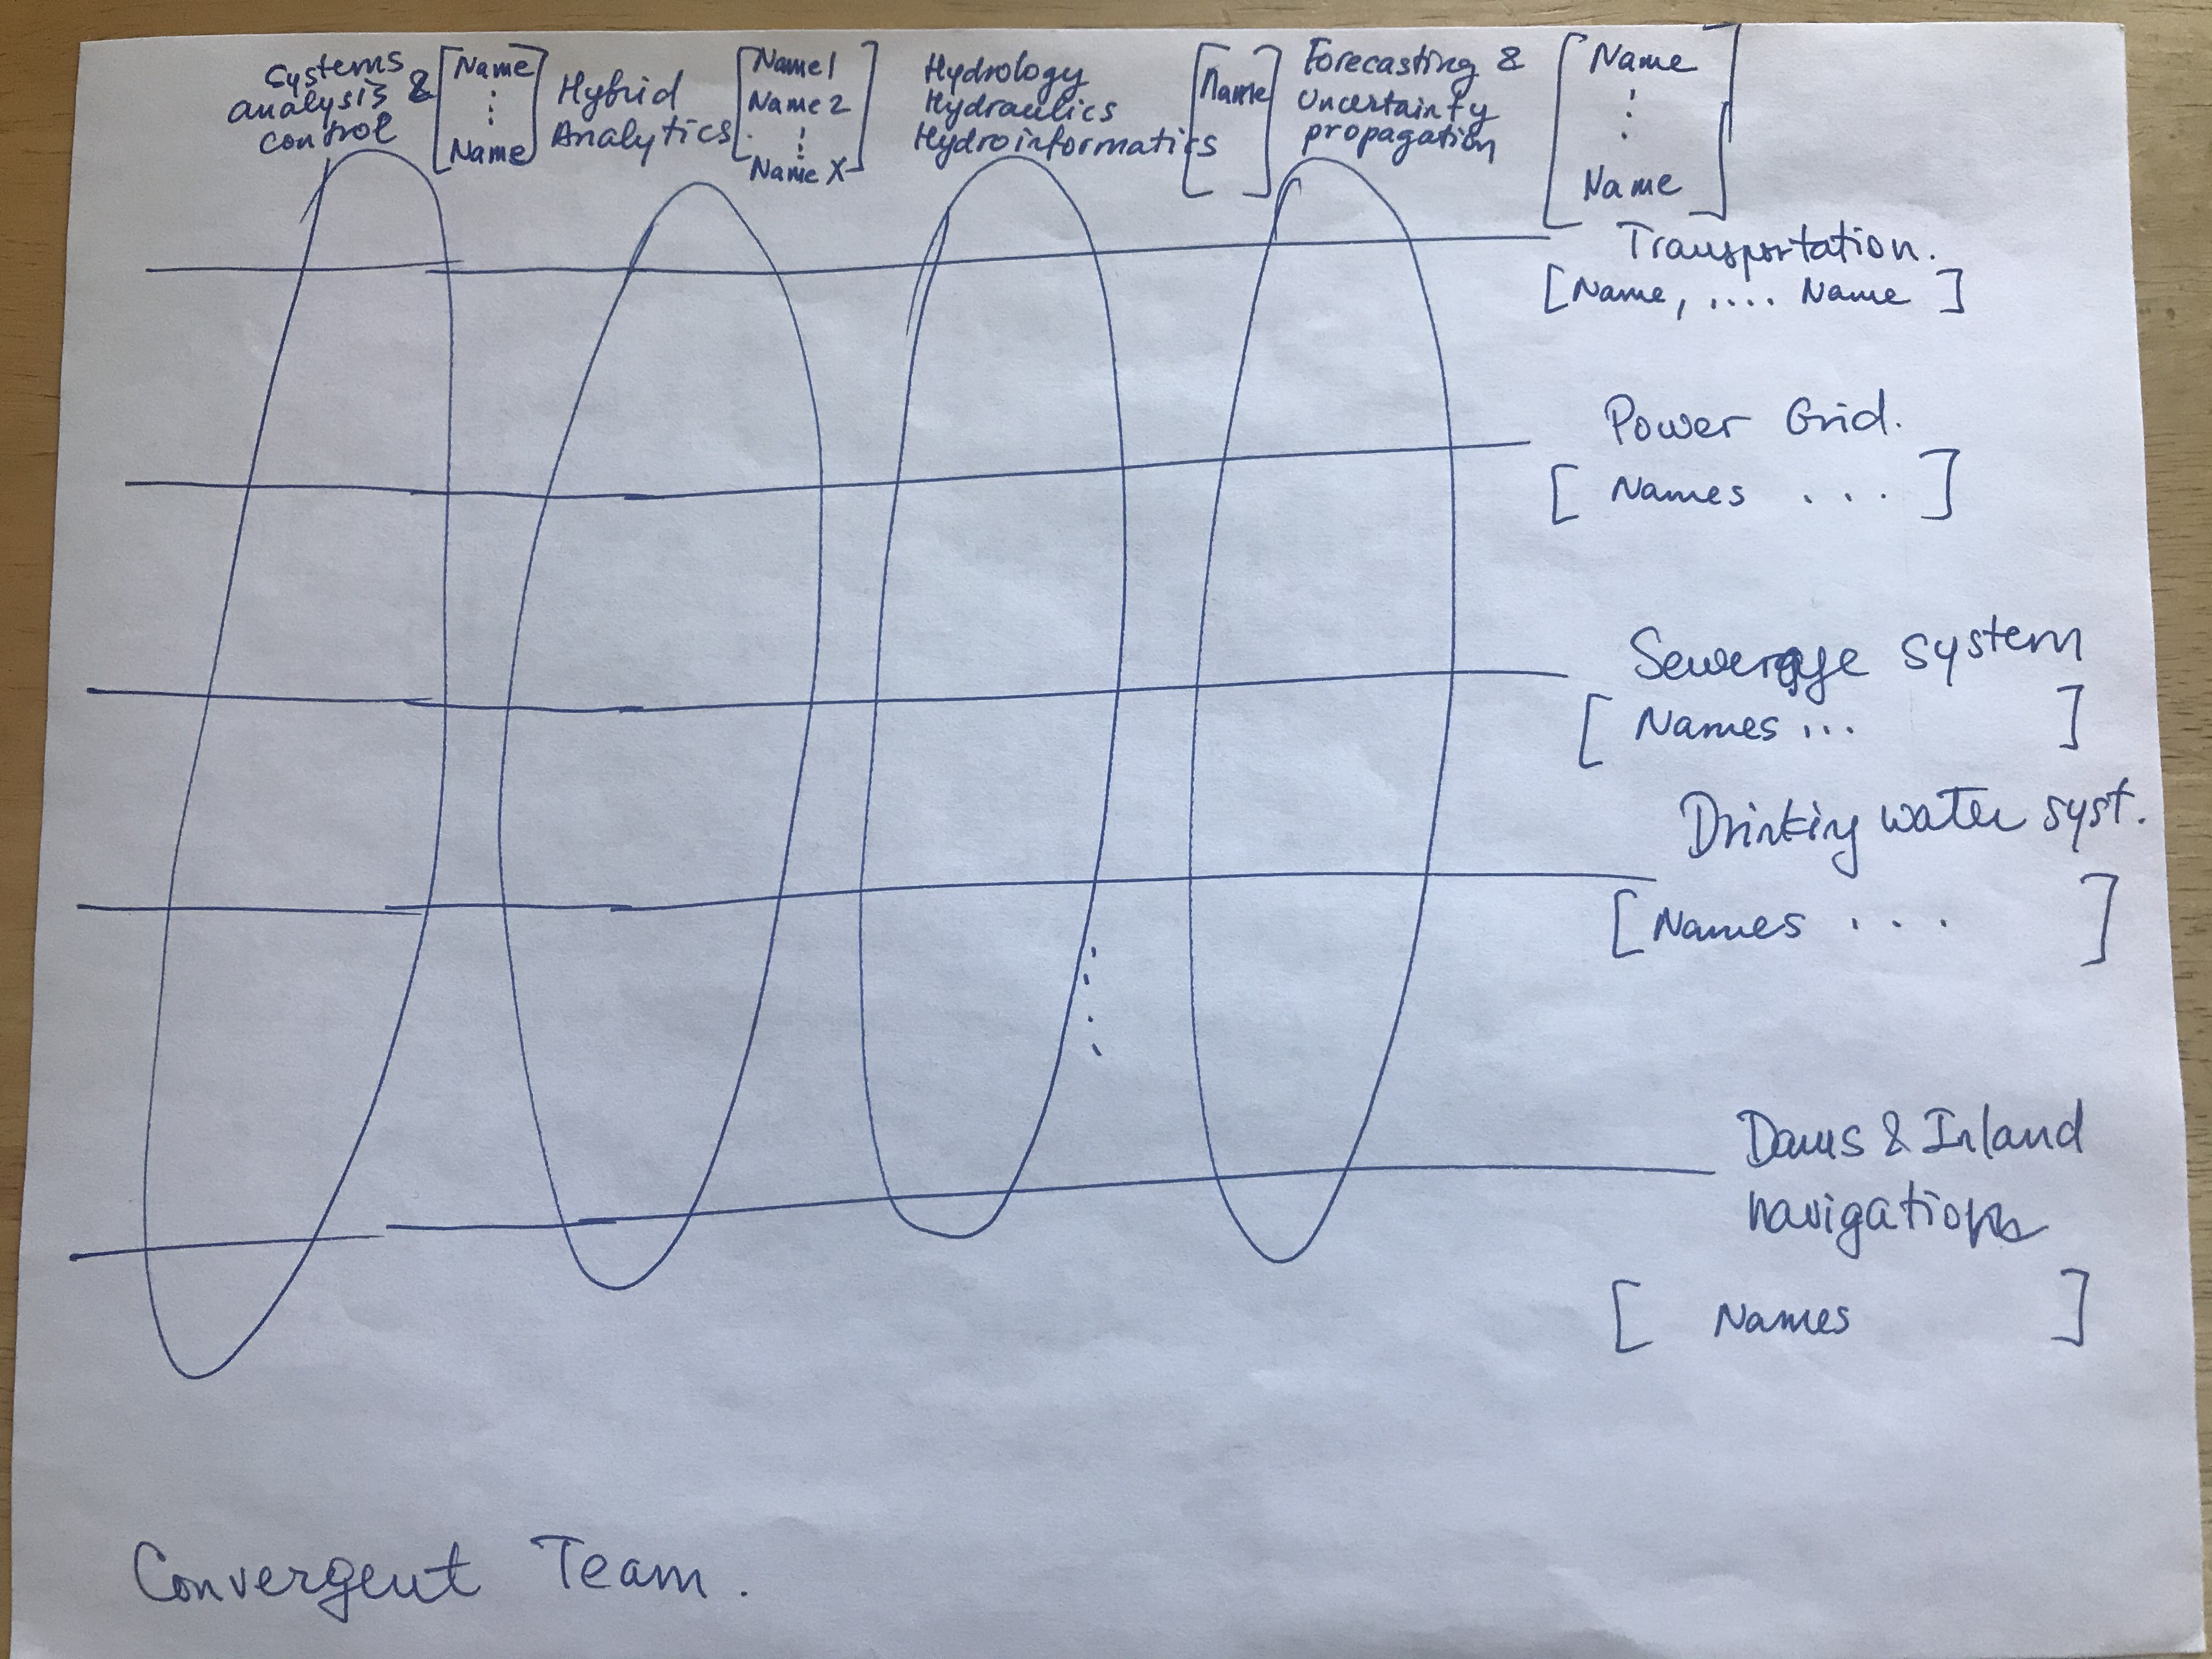 Systems
analysis &
control
[Name
⋮
Name]
Hybrid
Analytics.
[Name1
Name2
⋮
Name X]
Hydrology
Hydraulics
Hydroinformatics
[Name]
Forecasting &
Uncertainty
propagation
[Name
⋮
Name]
Transportation.
[Name, .... Name]
Power Grid.
[Names ...]
Sewerage system
[Names ...]
Drinking water syst.
[Names ...]
Dams & Inland
navigations
[Names]
Convergent Team.